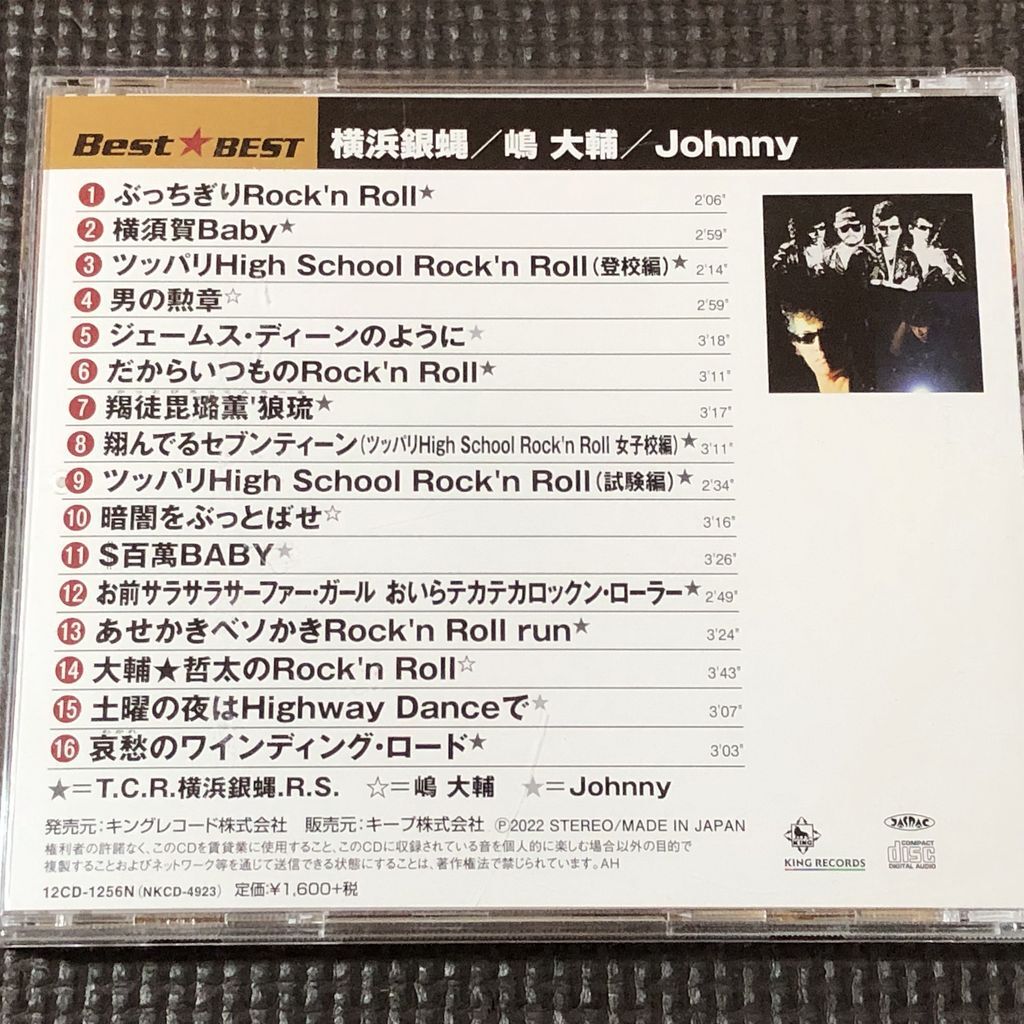 Best★BEST 横浜銀蝿／嶋 大輔／Johnny
1 ぶっちぎりRock'n Roll★ 2'06"
2 横須賀Baby★ 2'59"
3 ツッパリHigh School Rock'n Roll(登校編)★ 2'14"
4 男の勲章☆ 2'59"
5 ジェームス・ディーンのように★ 3'18"
6 だからいつものRock'n Roll★ 3'11"
7 羯徒毘璐薫'狼琉★ 3'17"
8 翔んでるセブンティーン(ツッパリHigh School Rock'n Roll 女子校編)★ 3'11"
9 ツッパリHigh School Rock'n Roll(試験編)★ 2'34"
10 暗闇をぶっとばせ☆ 3'16"
11 $百萬BABY★ 3'26"
12 お前サラサラサーファー・ガール おいらテカテカロックン・ローラー★ 2'49"
13 あせかきベソかきRock'n Roll run★ 3'24"
14 大輔★哲太のRock'n Roll☆ 3'43"
15 土曜の夜はHighway Danceで★ 3'07"
16 哀愁のワインディング・ロード★ 3'03"
★=T.C.R.横浜銀蝿.R.S. ☆=嶋 大輔 ★=Johnny
発売元:キングレコード株式会社 販売元:キープ株式会社 ℗2022 STEREO/MADE IN JAPAN
権利者の許諾なく、このCDを賃貸業に使用すること、このCDに収録されている音を個人的に楽しむ場合以外の目的で
複製することおよびネットワーク等を通じて送信できる状態にすることは、著作権法で禁じられています。AH
12CD-1256N(NKCD-4923) 定価:¥1,600+税
KING
KING RECORDS
JASRAC
COMPACT
disc
DIGITAL AUDIO